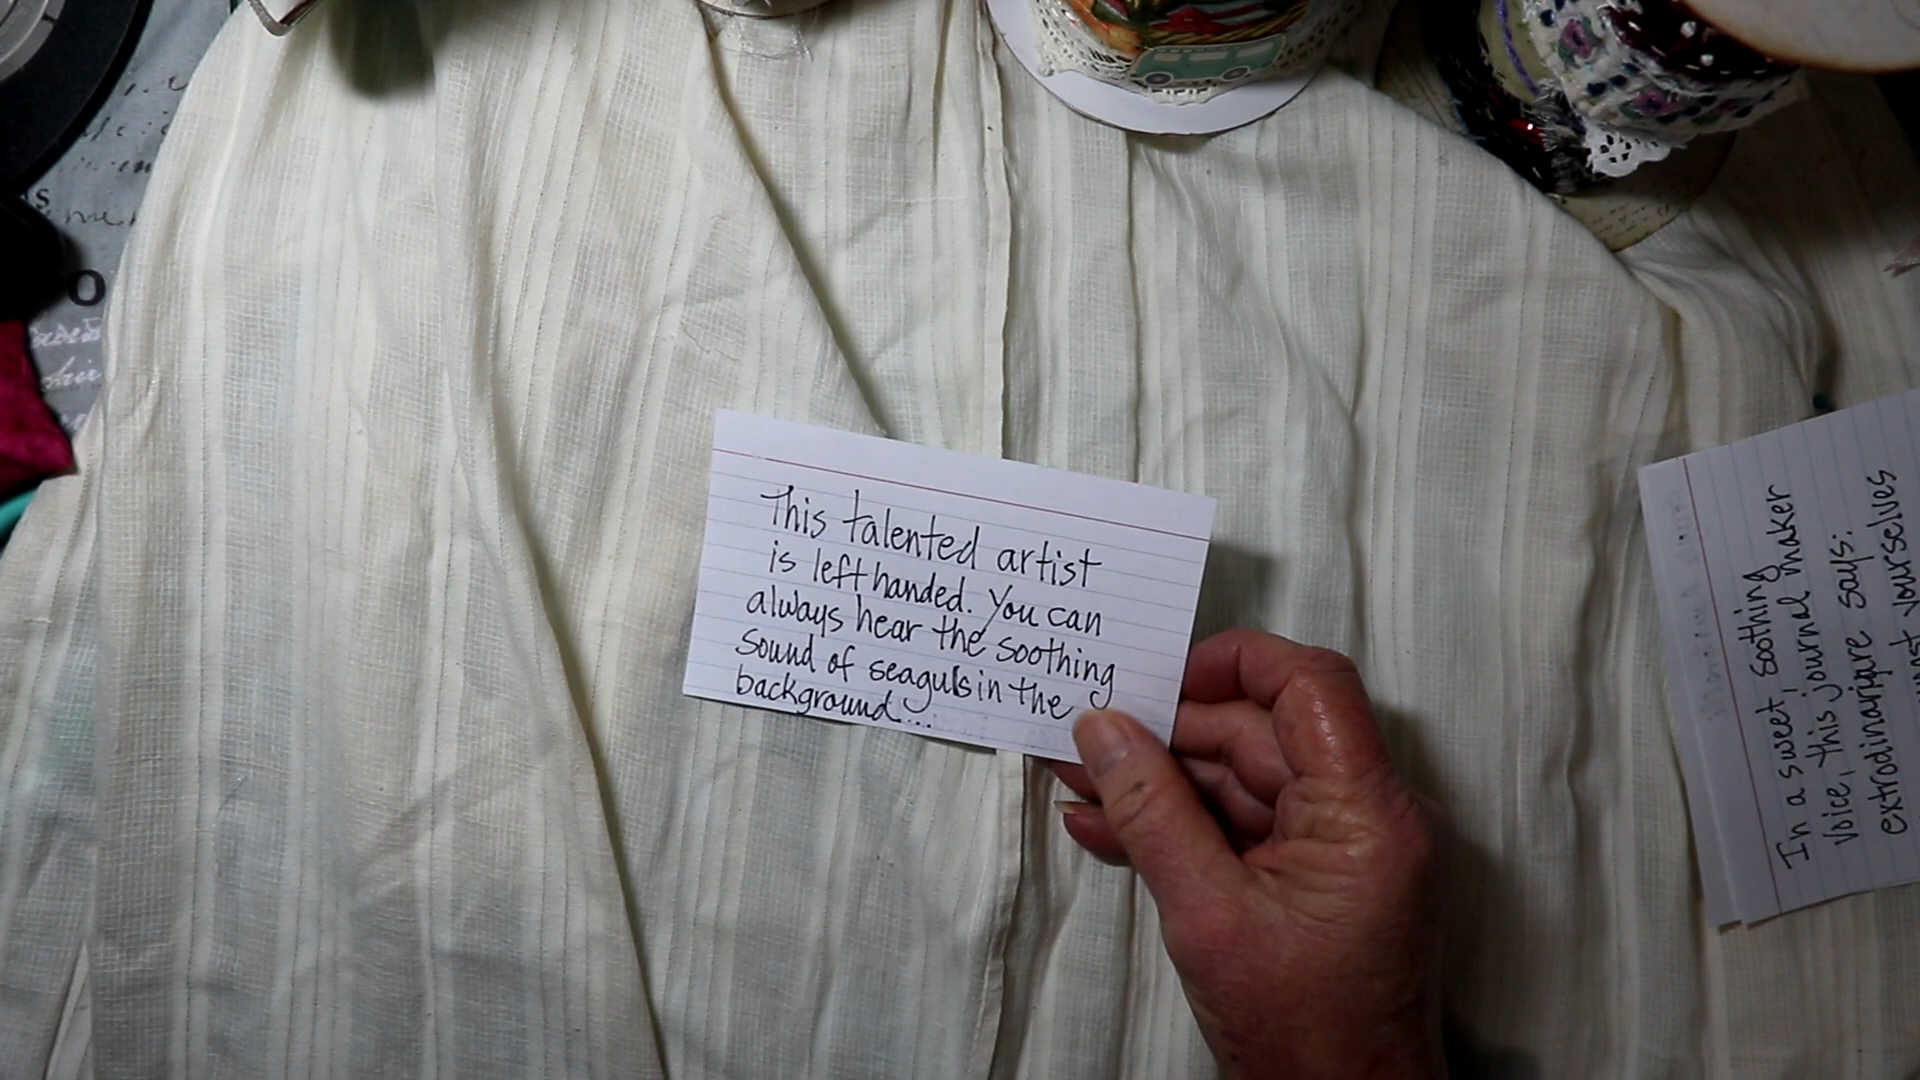 This talented artist
is left handed. You can
always hear the soothing
sound of seagulls in the
background....
In a sweet, soothing
voice, this journal maker
extrodinarique says:
yourselves